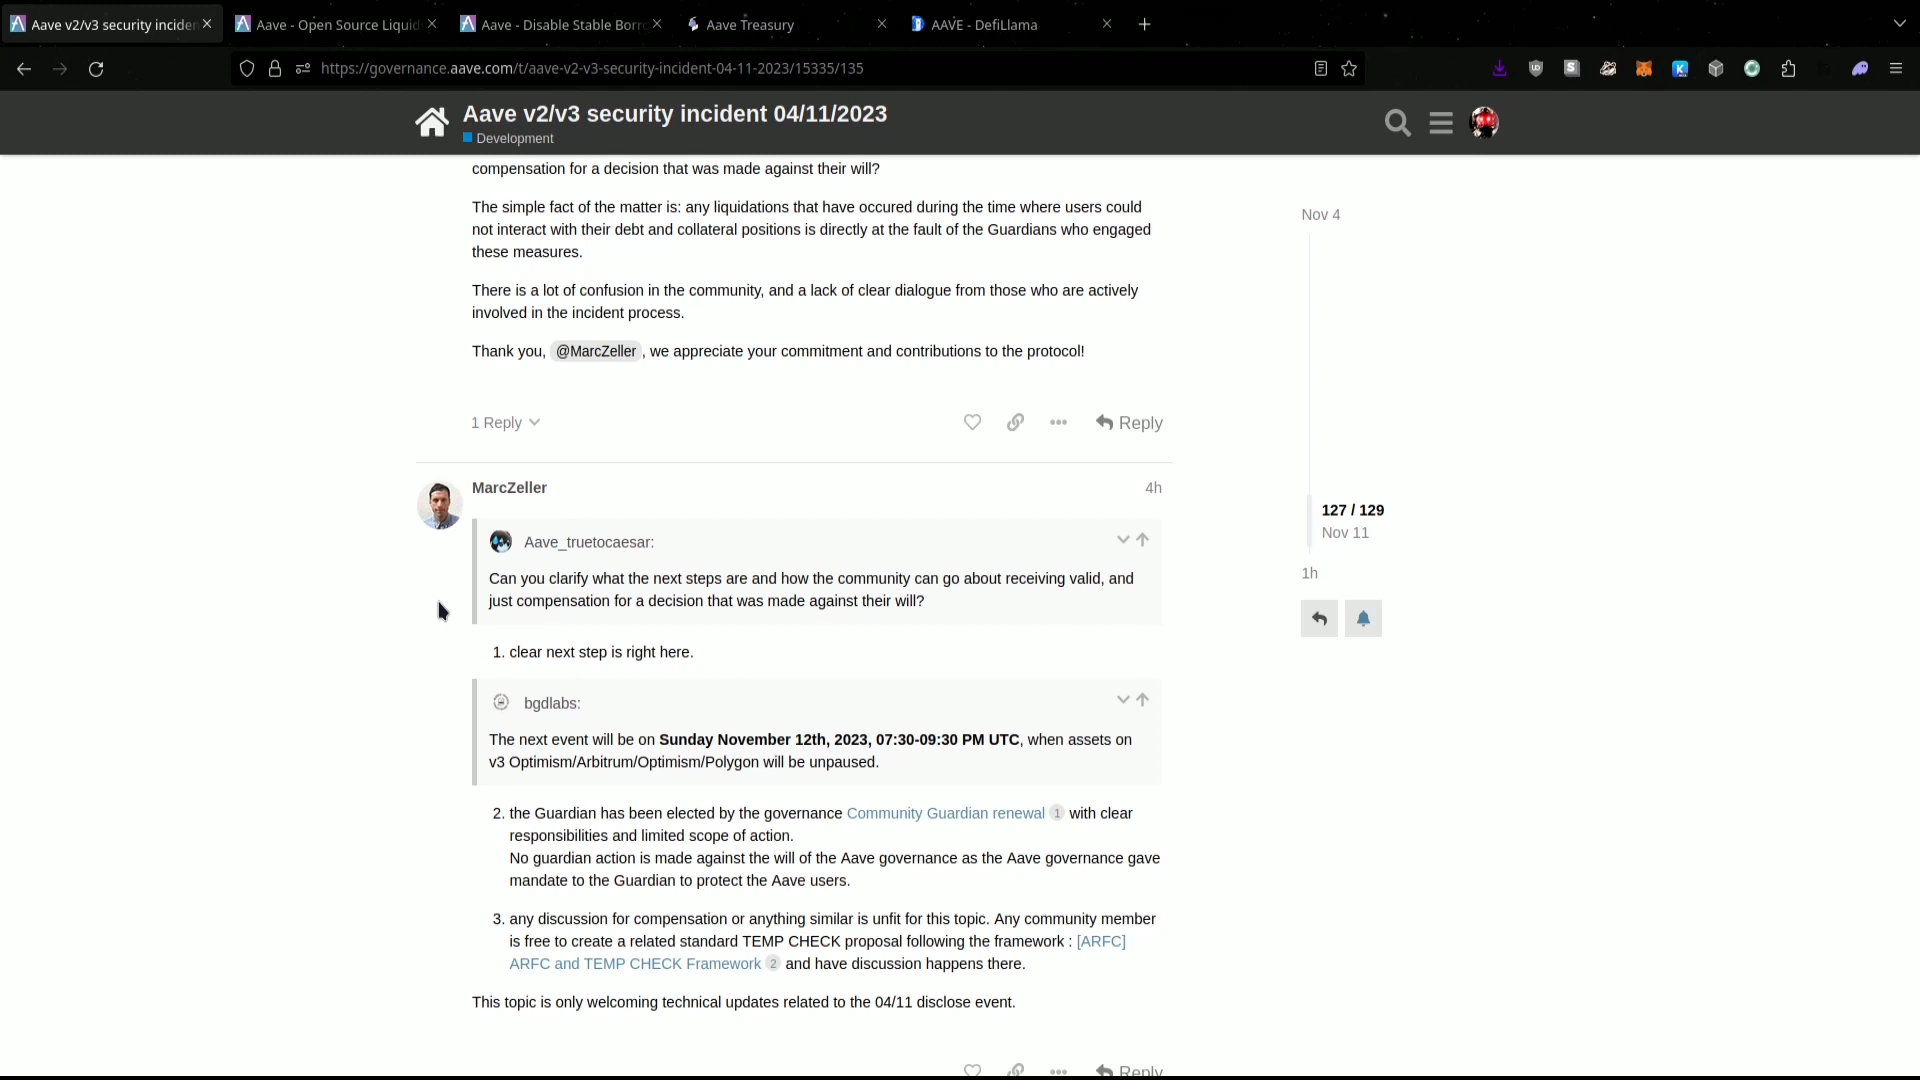 Aave v2/v3 security inciden
Aave - Open Source Liquid
Aave - Disable Stable Borr
Aave Treasury
AAVE - DefiLlama
https://governance.aave.com/t/aave-v2-v3-security-incident-04-11-2023/15335/135
Aave v2/v3 security incident 04/11/2023
Development
compensation for a decision that was made against their will?
The simple fact of the matter is: any liquidations that have occured during the time where users could
not interact with their debt and collateral positions is directly at the fault of the Guardians who engaged
these measures.
There is a lot of confusion in the community, and a lack of clear dialogue from those who are actively
involved in the incident process.
Thank you, @MarcZeller , we appreciate your commitment and contributions to the protocol!
1 Reply
Reply
MarcZeller
4h
Aave_truetocaesar:
Can you clarify what the next steps are and how the community can go about receiving valid, and
just compensation for a decision that was made against their will?
1. clear next step is right here.
bgdlabs:
The next event will be on Sunday November 12th, 2023, 07:30-09:30 PM UTC, when assets on
v3 Optimism/Arbitrum/Optimism/Polygon will be unpaused.
2. the Guardian has been elected by the governance Community Guardian renewal 1 with clear
responsibilities and limited scope of action.
No guardian action is made against the will of the Aave governance as the Aave governance gave
mandate to the Guardian to protect the Aave users.
3. any discussion for compensation or anything similar is unfit for this topic. Any community member
is free to create a related standard TEMP CHECK proposal following the framework : [ARFC]
ARFC and TEMP CHECK Framework 2 and have discussion happens there.
This topic is only welcoming technical updates related to the 04/11 disclose event.
Reply
Nov 4
127 / 129
Nov 11
1h